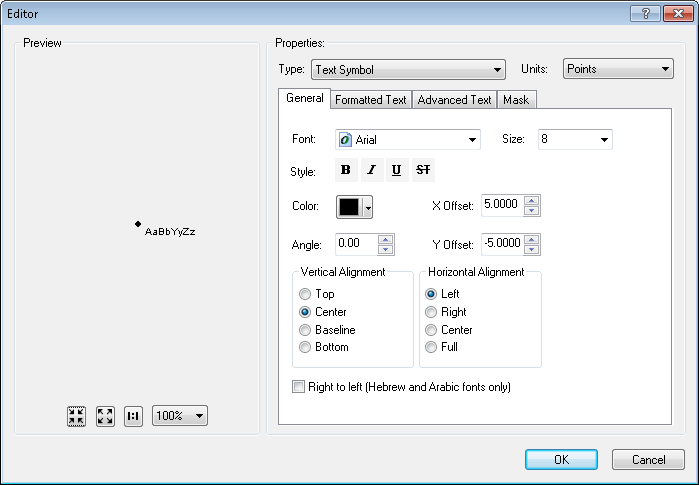 Editor
Preview
Properties:
Type: Text Symbol Units: Points
General Formatted Text Advanced Text Mask
Font: Arial Size: 8
Style: B I U ST
Color: X Offset: 5.0000
AaBbYyZz
Angle: 0.00 Y Offset: -5.0000
Vertical Alignment Horizontal Alignment
Top Left
Center Right
Baseline Center
Bottom Full
Right to left (Hebrew and Arabic fonts only)
1:1 100%
OK Cancel